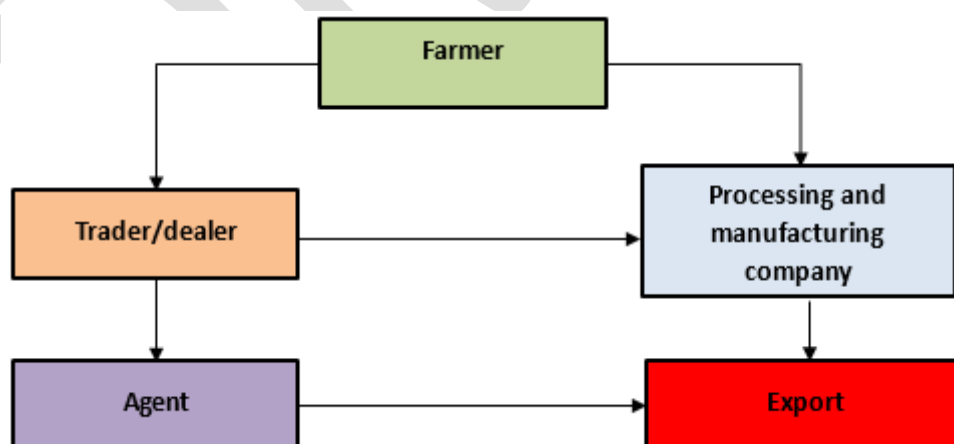 Farmer
Trader/dealer
Processing and
manufacturing
company
Agent
Export